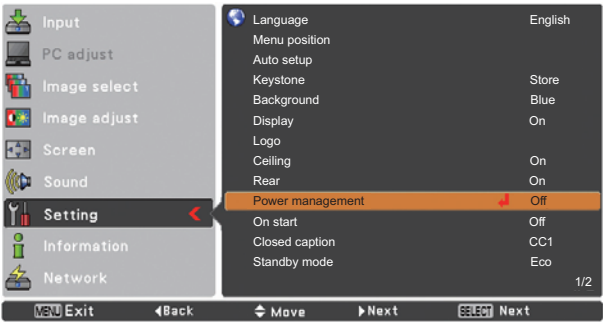 Input
PC adjust
Image select
Image adjust
Screen
Sound
Setting
Information
Network
Language English
Menu position
Auto setup
Keystone Store
Background Blue
Display On
Logo
Ceiling On
Rear On
Power management Off
On start Off
Closed caption CC1
Standby mode Eco
1/2
MENU Exit Back Move Next SELECT Next